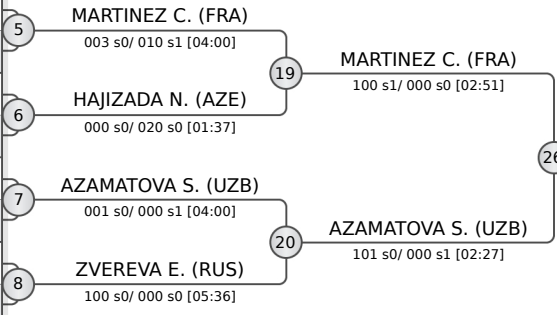 MARTINEZ C. (FRA)
5
003 s0/ 010 s1 [04:00]
19
MARTINEZ C. (FRA)
100 s1/ 000 s0 [02:51]
HAJIZADA N. (AZE)
6
000 s0/ 020 s0 [01:37]
26
AZAMATOVA S. (UZB)
7
001 s0/ 000 s1 [04:00]
20
AZAMATOVA S. (UZB)
101 s0/ 000 s1 [02:27]
ZVEREVA E. (RUS)
8
100 s0/ 000 s0 [05:36]